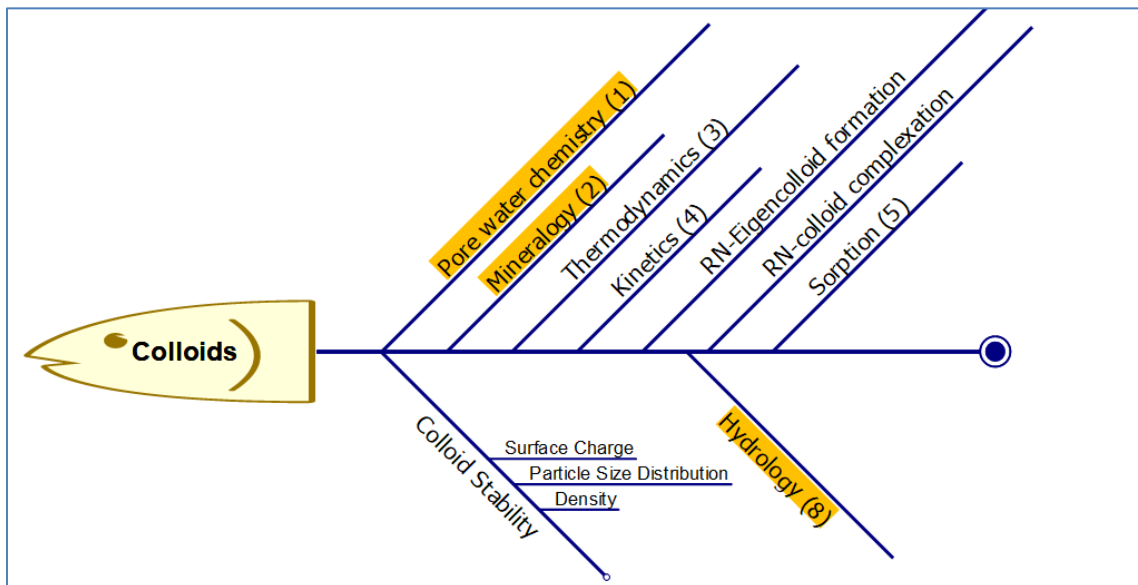 Pore water chemistry (1)
Mineralogy (2)
Thermodynamics (3)
Kinetics (4)
RN-Eigencolloid formation
RN-colloid complexation
Sorption (5)
Colloids
Colloid Stability
Surface Charge
Particle Size Distribution
Density
Hydrology (8)